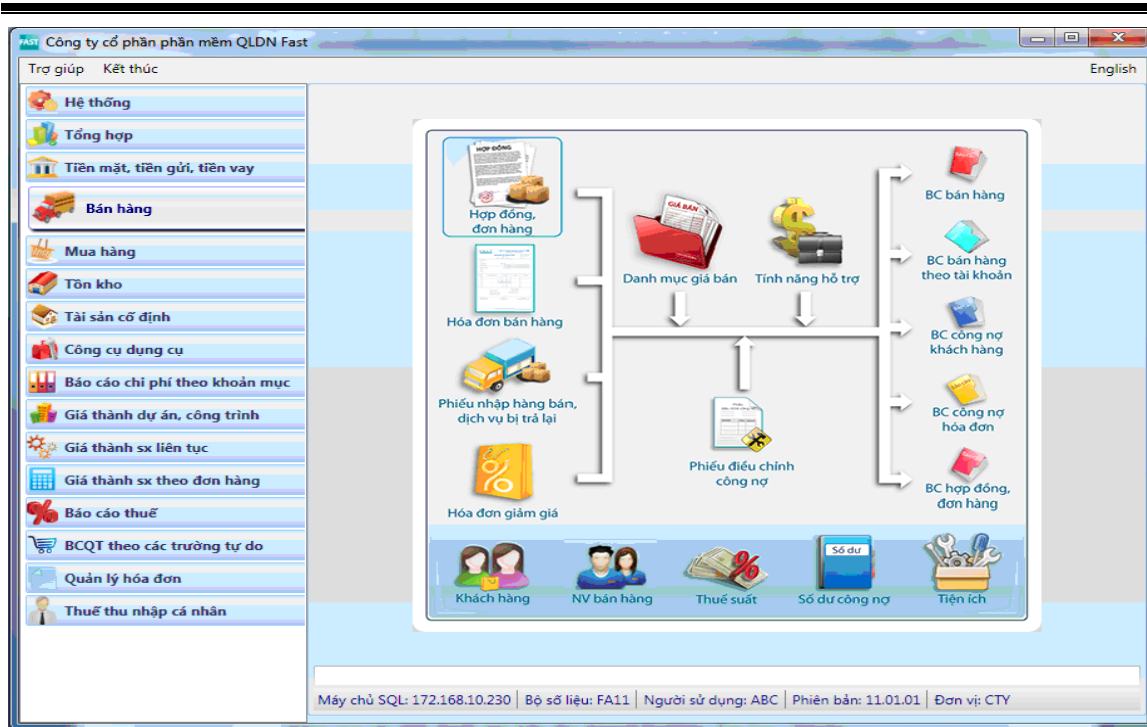 FAST Công ty cổ phần phần mềm QLDN Fast
Trợ giúp Kết thúc English
Hệ thống
Tổng hợp
Tiền mặt, tiền gửi, tiền vay
Bán hàng
Mua hàng
Tồn kho
Tài sản cố định
Công cụ dụng cụ
Báo cáo chi phí theo khoản mục
Giá thành dự án, công trình
Giá thành sx liên tục
Giá thành sx theo đơn hàng
Báo cáo thuế
BCQT theo các trường tự do
Quản lý hóa đơn
Thuế thu nhập cá nhân
HỢP ĐỒNG
Hợp đồng,
đơn hàng
Hóa đơn bán hàng
Phiếu nhập hàng bán,
dịch vụ bị trả lại
Hóa đơn giảm giá
GIÁ BÁN
Danh mục giá bán
Tính năng hỗ trợ
Phiếu điều chỉnh
công nợ
BC bán hàng
BC bán hàng
theo tài khoản
BC công nợ
khách hàng
BC công nợ
hóa đơn
BC hợp đồng,
đơn hàng
Khách hàng
NV bán hàng
Thuế suất
Số dư
Số dư công nợ
Tiện ích
Máy chủ SQL: 172.168.10.230 Bộ số liệu: FA11 Người sử dụng: ABC Phiên bản: 11.01.01 Đơn vị: CTY